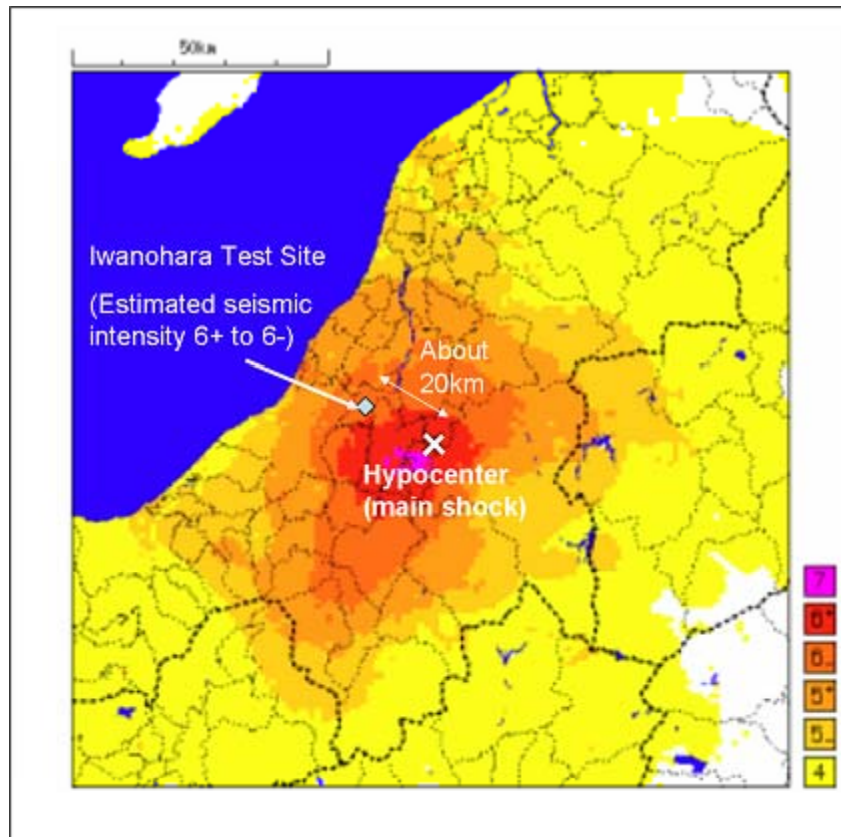 50km
Iwanohara Test Site
(Estimated seismic
intensity 6+ to 6-)
About
20km
Hypocenter
(main shock)
7
6+
6-
5+
5-
4